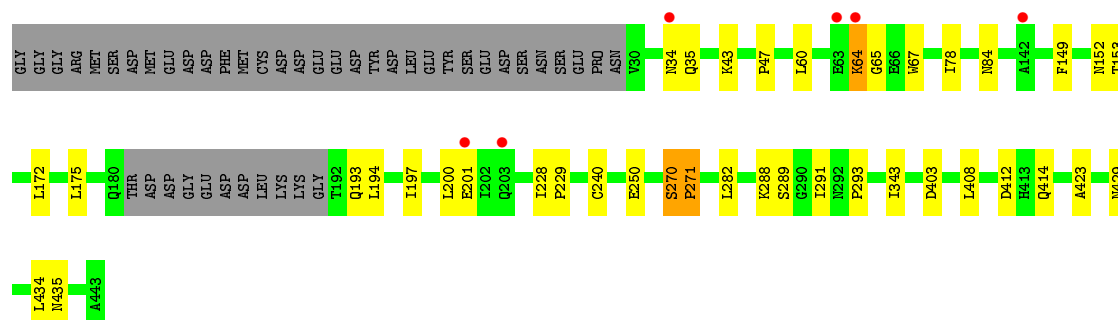 GLY GLY GLY ARG MET SER ASP MET GLU ASP ASP PHE MET CYS ASP ASP GLU GLU ASP TYR ASP LEU GLU TYR SER GLU ASP SER ASN SER GLU PRO ASN V30 N34 Q35 K43 P47 L60 E63 K64 G65 E66 W67 I78 N84 A142 F149 N152 T153
L172 L175 Q180 THR ASP ASP GLY GLU ASP ASP LEU LYS LYS GLY T192 Q193 L194 I197 L200 E201 I202 Q203 I228 P229 C240 E250 S270 P271 L282 K288 S289 G290 I291 N292 P293 I343 D403 L408 D412 H413 Q414 A423
L434 N435 A443